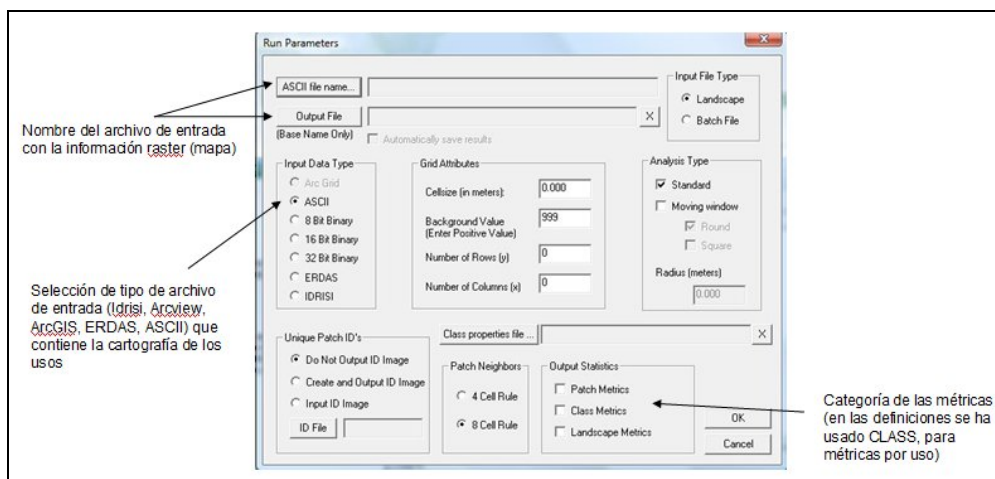 Run Parameters
ASCII file name...
Output File
X
(Base Name Only)
Automatically save results
Input File Type
Landscape
Batch File
Nombre del archivo de entrada
con la información raster (mapa)
Input Data Type
Arc Grid
ASCII
8 Bit Binary
16 Bit Binary
32 Bit Binary
ERDAS
IDRISI
Grid Attributes
Cellsize (in meters):
0.000
Background Value
(Enter Positive Value)
999
Number of Rows (y)
0
Number of Columns (x)
0
Analysis Type
Standard
Moving window
Round
Square
Radius (meters)
0.000
Selección de tipo de archivo
de entrada (Idrisi, Arcview,
ArcGIS, ERDAS, ASCII) que
contiene la cartografía de los
usos
Class properties file ...
X
Unique Patch ID's
Do Not Output ID Image
Create and Output ID Image
Input ID Image
ID File
Patch Neighbors
4 Cell Rule
8 Cell Rule
Output Statistics
Patch Metrics
Class Metrics
Landscape Metrics
OK
Cancel
Categoría de las métricas
(en las definiciones se ha
usado CLASS, para
métricas por uso)